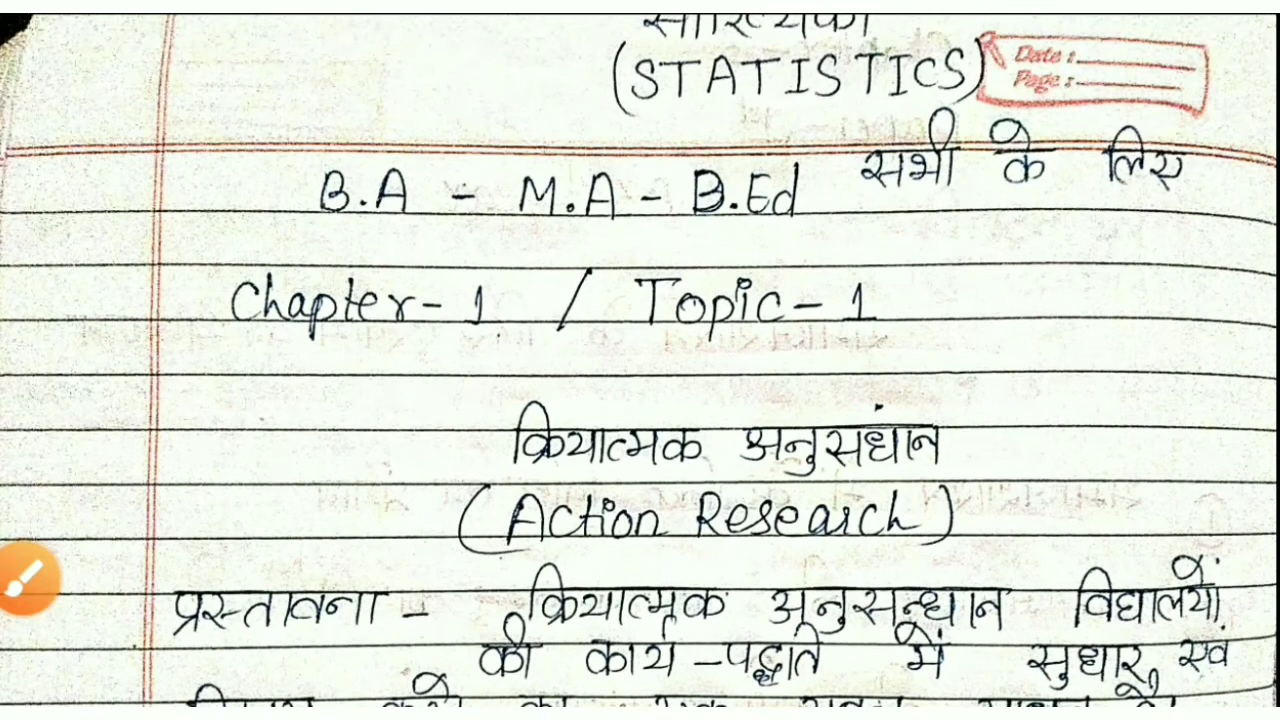 सांख्यिकी
(STATISTICS)
Date :
Page :
B.A - M.A - B.Ed सभी के लिए
Chapter- 1 / Topic - 1
क्रियात्मक अनुसंधान
(Action Research)
प्रस्तावना - क्रियात्मक अनुसन्धान विद्यालयों
की कार्य-पद्धति में सुधार एवं